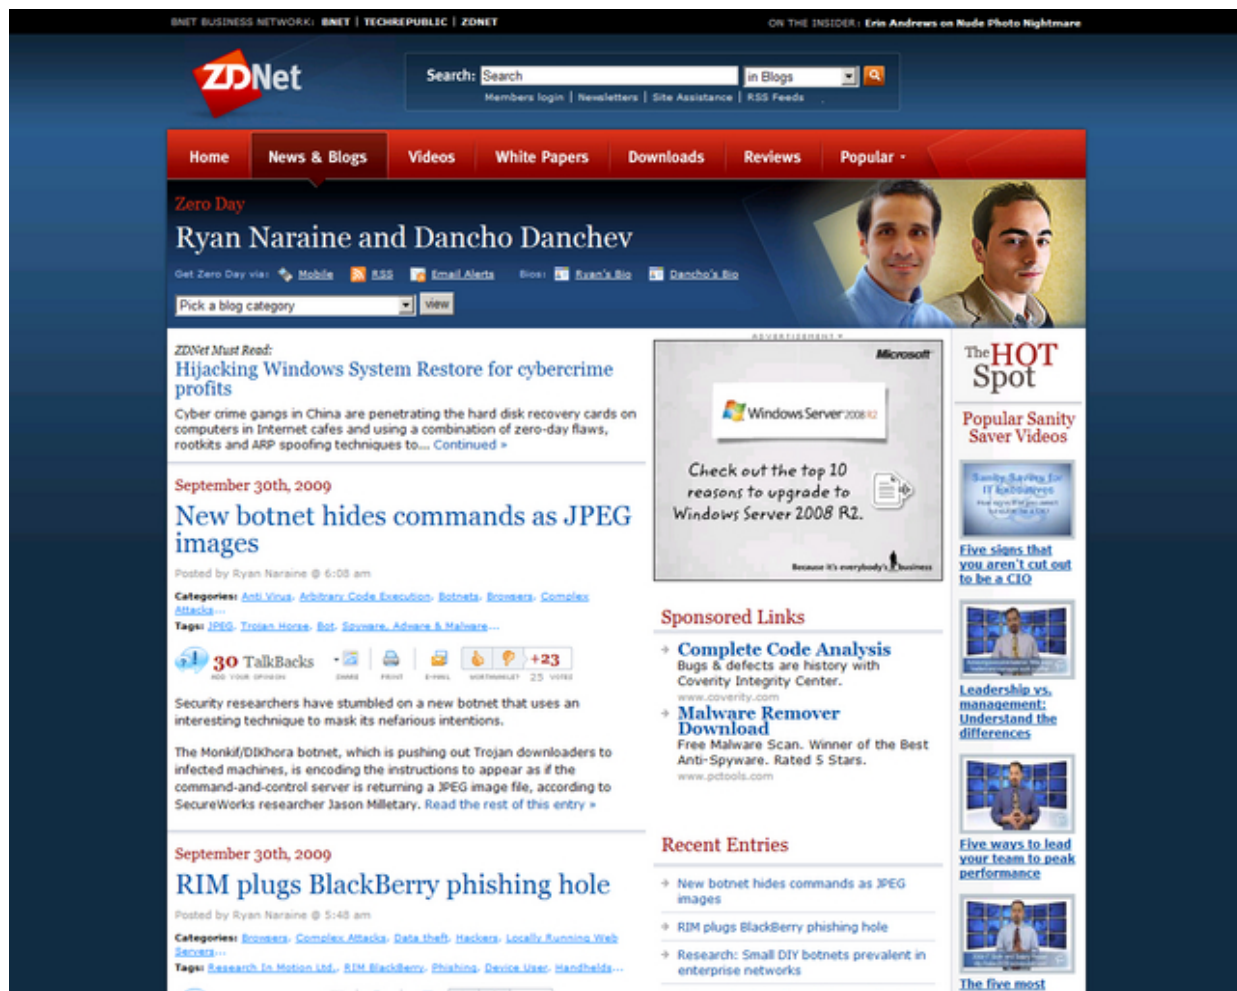 BNET BUSINESS NETWORK: BNET | TECHREPUBLIC | ZDNET
ON THE INSIDER: Erin Andrews on Nude Photo Nightmare
ZDNet
Search: Search in Blogs
Members login | Newsletters | Site Assistance | RSS Feeds
Home News & Blogs Videos White Papers Downloads Reviews Popular
Zero Day
Ryan Naraine and Dancho Danchev
Get Zero Day via: Mobile RSS Email Alerts Bios: Ryan's Bio Dancho's Bio
Pick a blog category view
ZDNet Must Read:
Hijacking Windows System Restore for cybercrime
profits
Cyber crime gangs in China are penetrating the hard disk recovery cards on
computers in Internet cafes and using a combination of zero-day flaws,
rootkits and ARP spoofing techniques to... Continued »
September 30th, 2009
New botnet hides commands as JPEG
images
Posted by Ryan Naraine @ 6:08 am
Categories: Anti Virus, Arbitrary Code Execution, Botnets, Browsers, Complex
Attacks...
Tags: JPEG, Trojan Horse, Bot, Spyware, Adware & Malware...
30 TalkBacks
ADD YOUR OPINION SHARE PRINT E-MAIL WORTHWHILE? +23 25 VOTES
Security researchers have stumbled on a new botnet that uses an
interesting technique to mask its nefarious intentions.
The Monkif/DIKhora botnet, which is pushing out Trojan downloaders to
infected machines, is encoding the instructions to appear as if the
command-and-control server is returning a JPEG image file, according to
SecureWorks researcher Jason Milletary. Read the rest of this entry »
September 30th, 2009
RIM plugs BlackBerry phishing hole
Posted by Ryan Naraine @ 5:48 am
Categories: Browsers, Complex Attacks, Data theft, Hackers, Locally Running Web
Servers...
Tags: Research In Motion Ltd., RIM BlackBerry, Phishing, Device User, Handhelds...
ADVERTISEMENT
Microsoft
Windows Server 2008 R2
Check out the top 10
reasons to upgrade to
Windows Server 2008 R2.
Because it's everybody's business
Sponsored Links
Complete Code Analysis
Bugs & defects are history with
Coverity Integrity Center.
www.coverity.com
Malware Remover
Download
Free Malware Scan. Winner of the Best
Anti-Spyware. Rated 5 Stars.
www.pctools.com
Recent Entries
New botnet hides commands as JPEG
images
RIM plugs BlackBerry phishing hole
Research: Small DIY botnets prevalent in
enterprise networks
The HOT
Spot
Popular Sanity
Saver Videos
Sanity Savers for
IT Executives
Five signs that
you aren't cut out
to be a CIO
Leadership vs.
management:
Understand the
differences
Five ways to lead
your team to peak
performance
The five most